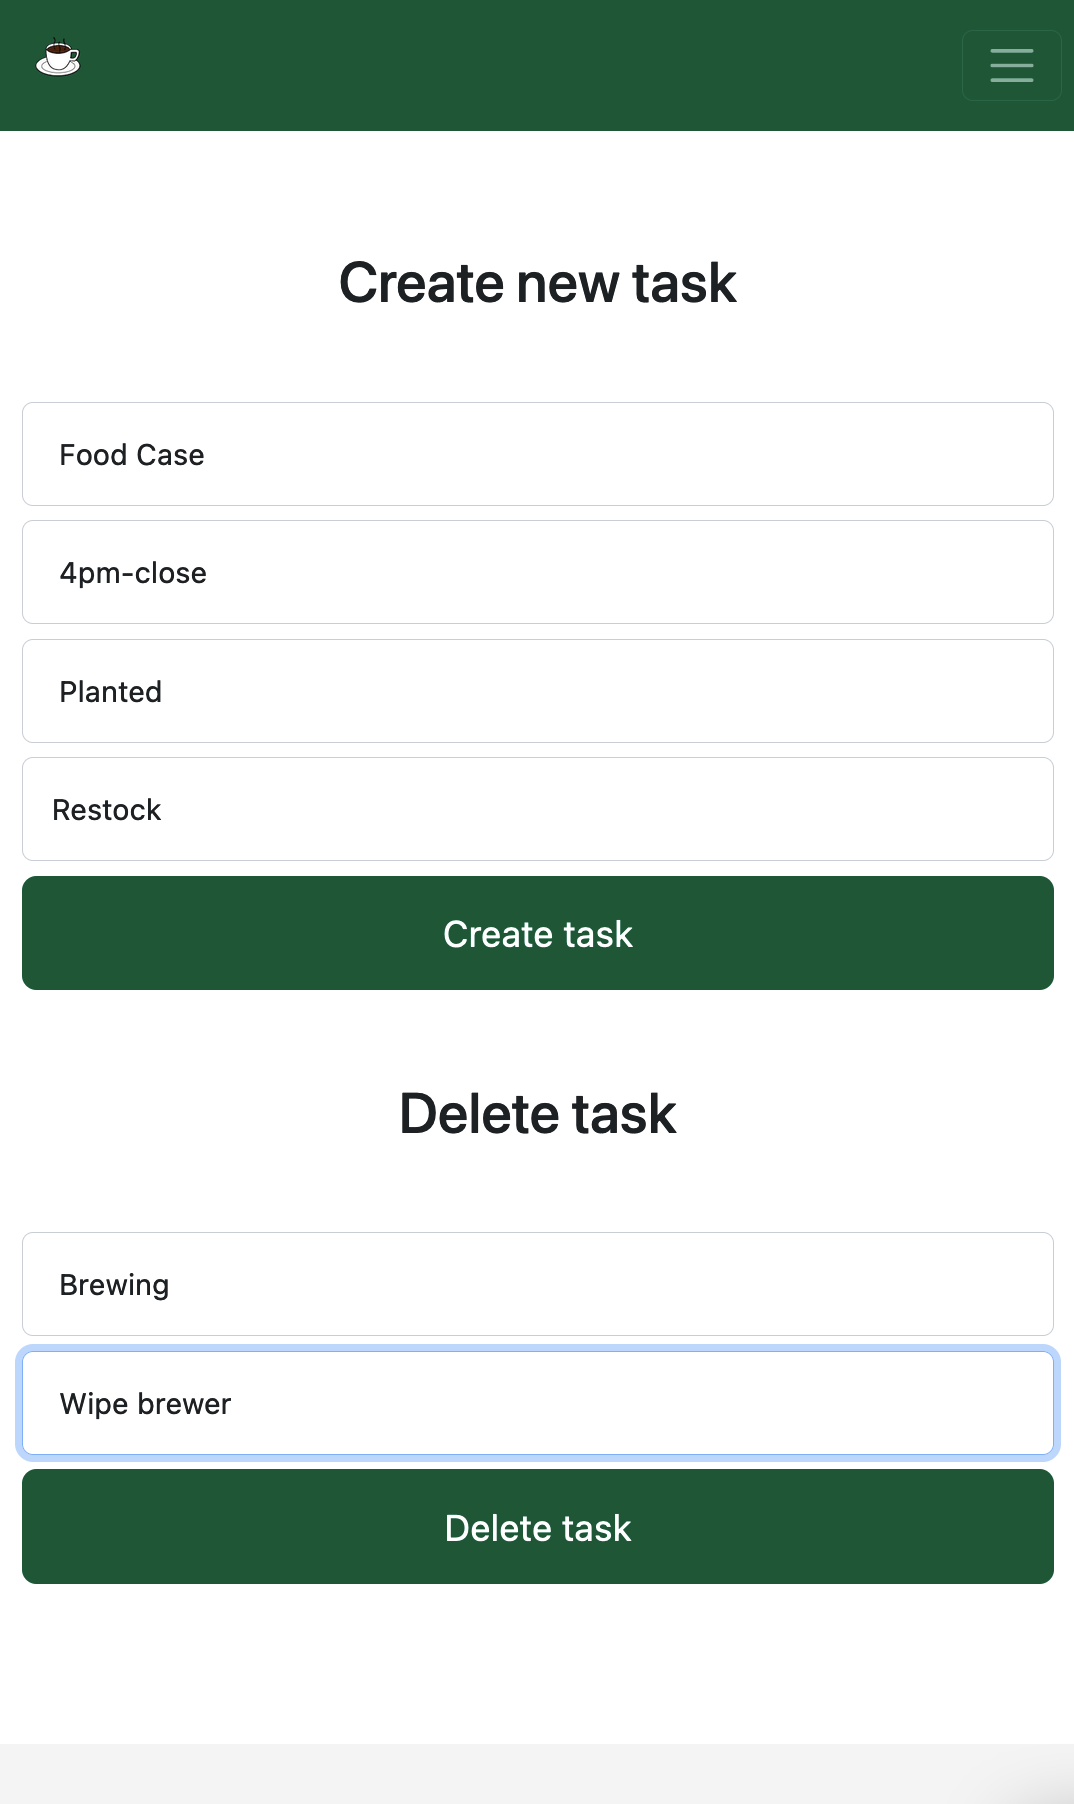 Create new task
Food Case
4pm-close
Planted
Restock
Create task
Delete task
Brewing
Wipe brewer
Delete task